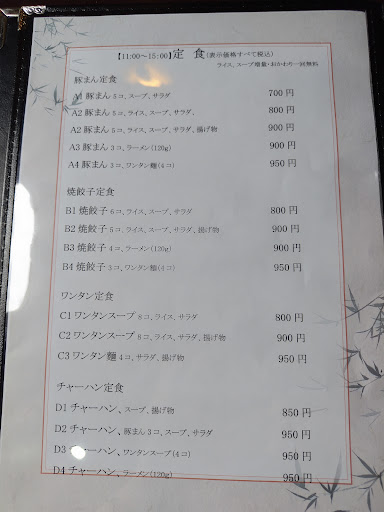 【11:00～15:00】定 食(表示価格すべて税込)
ライス、スープ増量・おかわり一回無料
豚まん定食
A1 豚まん 5コ、スープ、サラダ 700 円
A2 豚まん 5コ、ライス、スープ、サラダ、 800 円
A2 豚まん 5コ、ライス、スープ、サラダ、揚げ物 900 円
A3 豚まん 3コ、ラーメン(120g) 900 円
A4 豚まん 3コ、ワンタン麺(4コ) 950 円
焼餃子定食
B1 焼餃子 6コ、ライス、スープ、サラダ 800 円
B2 焼餃子 6コ、ライス、スープ、サラダ、揚げ物 900 円
B3 焼餃子 4コ、ラーメン(120g) 900 円
B4 焼餃子 3コ、ワンタン麺(4コ) 950 円
ワンタン定食
C1 ワンタンスープ 8コ、ライス、サラダ 800 円
C2 ワンタンスープ 8コ、ライス、サラダ、揚げ物 900 円
C3 ワンタン麺 4コ、サラダ、揚げ物 950 円
チャーハン定食
D1 チャーハン、スープ、揚げ物 850 円
D2 チャーハン、豚まん3コ、スープ、サラダ 950 円
D3 チャーハン、ワンタンスープ(4コ) 950 円
D4 チャーハン、ラーメン(120g) 950 円